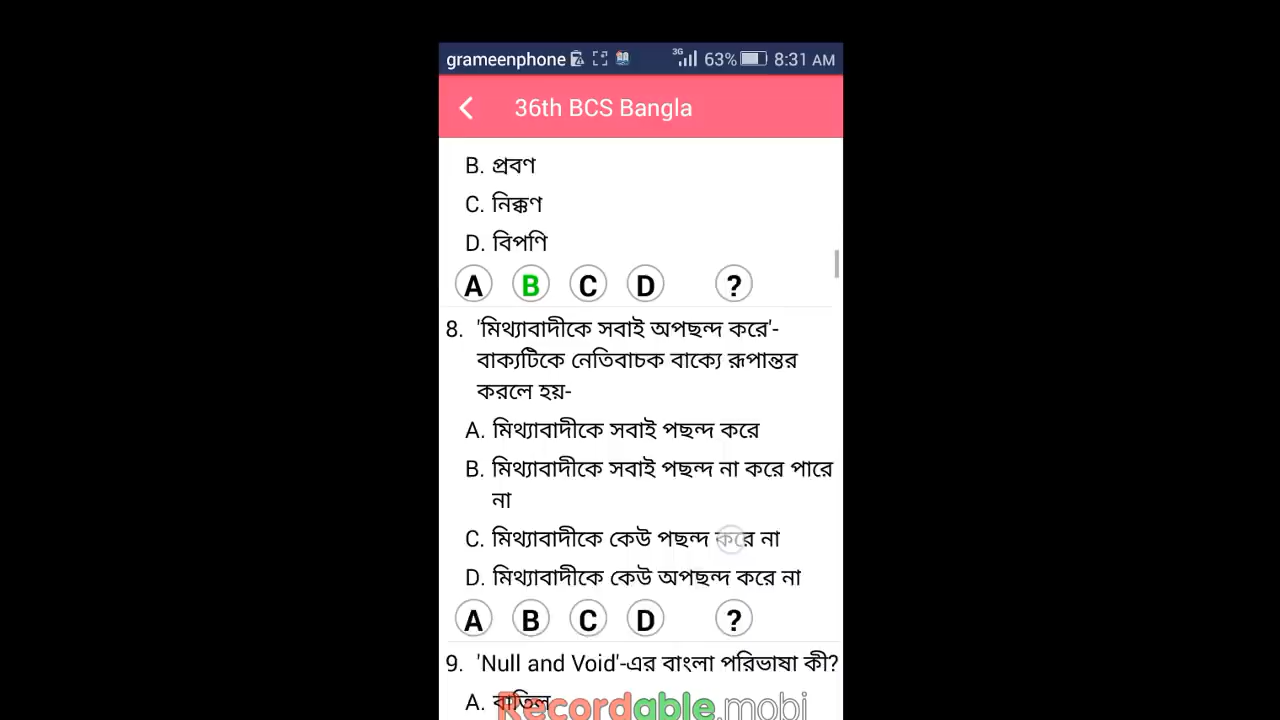 grameenphone 3G 63% 8:31 AM
36th BCS Bangla
B. প্রবণ
C. নিক্কণ
D. বিপণি
A B C D ?
8. 'মিথ্যাবাদীকে সবাই অপছন্দ করে'-
বাক্যটিকে নেতিবাচক বাক্যে রূপান্তর
করলে হয়-
A. মিথ্যাবাদীকে সবাই পছন্দ করে
B. মিথ্যাবাদীকে সবাই পছন্দ না করে পারে
না
C. মিথ্যাবাদীকে কেউ পছন্দ করে না
D. মিথ্যাবাদীকে কেউ অপছন্দ করে না
A B C D ?
9. 'Null and Void'-এর বাংলা পরিভাষা কী?
A. বাতিল
Recordable.mobi